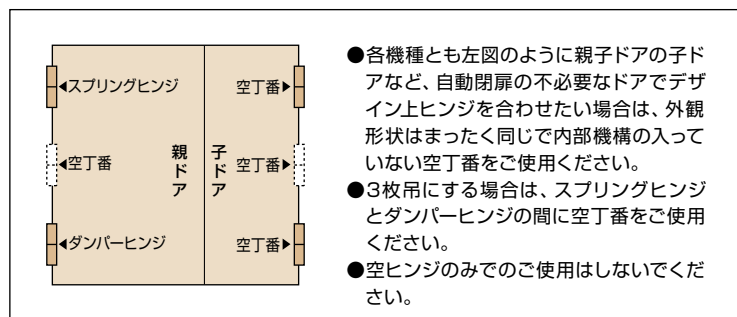 ◀スプリングヒンジ
空丁番▶
◀空丁番
親ドア
子ドア
空丁番▶
◀ダンパーヒンジ
空丁番▶
●各機種とも左図のように親子ドアの子ド
アなど、自動閉扉の不必要なドアでデザ
イン上ヒンジを合わせたい場合は、外観
形状はまったく同じで内部機構の入って
いない空丁番をご使用ください。
●3枚吊にする場合は、スプリングヒンジ
とダンパーヒンジの間に空丁番をご使用
ください。
●空ヒンジのみでのご使用はしないでくだ
さい。